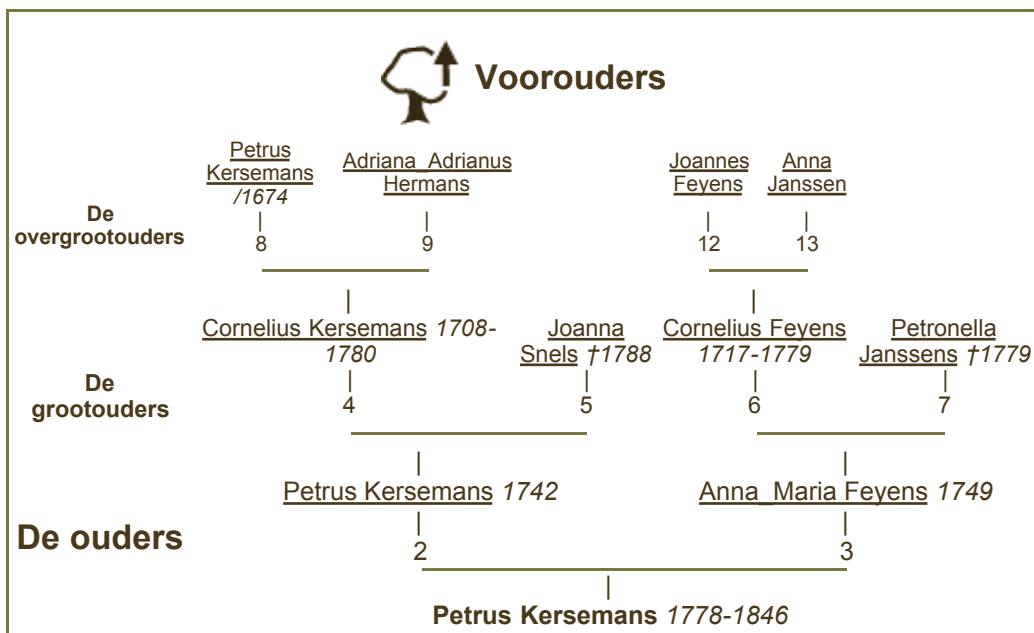 Voorouders
Petrus
Kersemans
/1674
Adriana_Adrianus
Hermans
Joannes
Feyens
Anna
Janssen
De
overgrootouders
|
|
|
|
8
9
12
13
|
|
Cornelius Kersemans 1708-
1780
Joanna
Snels †1788
Cornelius Feyens
1717-1779
Petronella
Janssens †1779
De
grootouders
|
|
|
|
4
5
6
7
|
|
Petrus Kersemans 1742
Anna_Maria Feyens 1749
De ouders
|
|
2
3
|
Petrus Kersemans 1778-1846